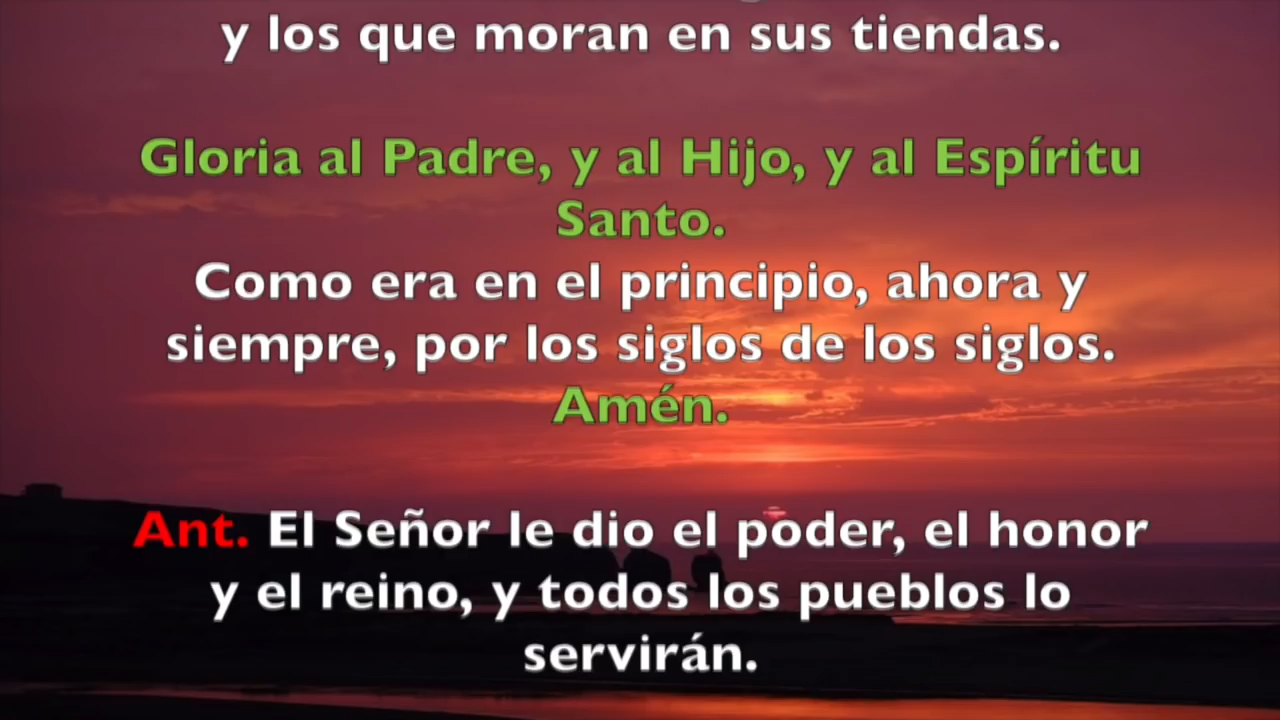 y los que moran en sus tiendas.
Gloria al Padre, y al Hijo, y al Espíritu
Santo.
Como era en el principio, ahora y
siempre, por los siglos de los siglos.
Amén.
Ant. El Señor le dio el poder, el honor
y el reino, y todos los pueblos lo
servirán.